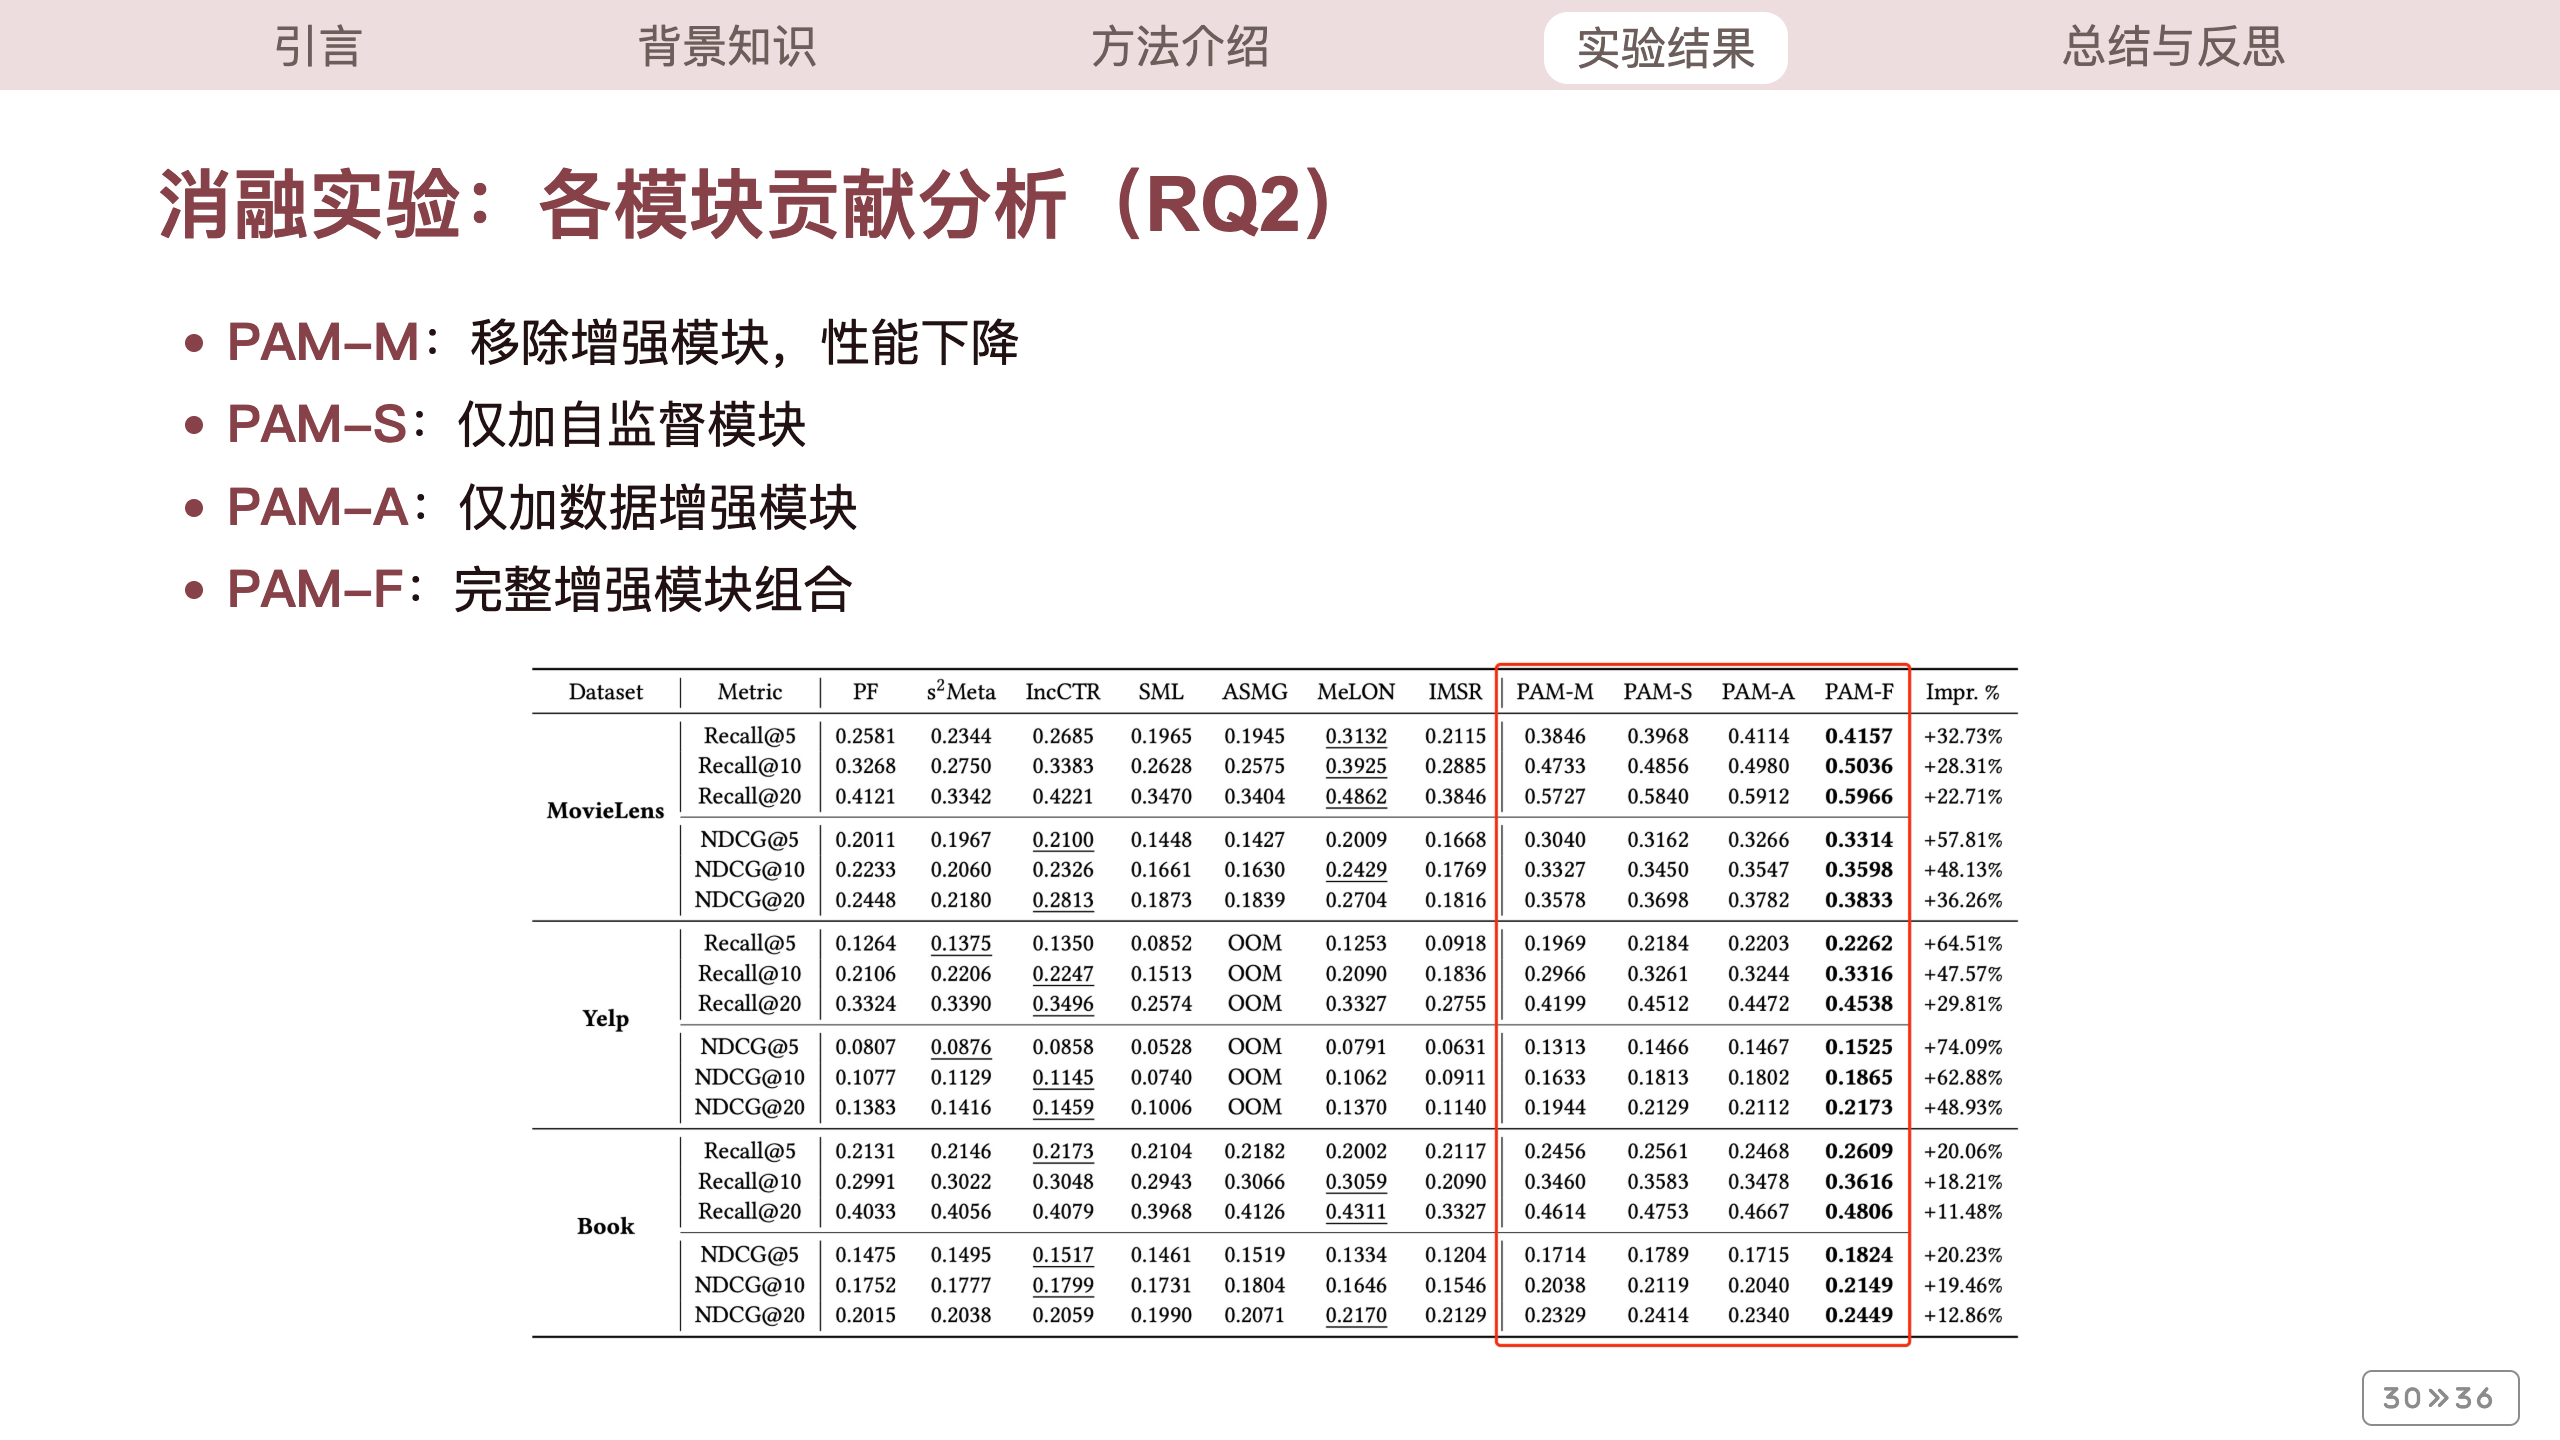 引言 背景知识 方法介绍 实验结果 总结与反思
消融实验：各模块贡献分析（RQ2）
• PAM–M：移除增强模块，性能下降
• PAM–S：仅加自监督模块
• PAM–A：仅加数据增强模块
• PAM–F：完整增强模块组合
Dataset Metric PF s²Meta IncCTR SML ASMG MeLON IMSR PAM-M PAM-S PAM-A PAM-F Impr. %
MovieLens
Recall@5 0.2581 0.2344 0.2685 0.1965 0.1945 0.3132 0.2115 0.3846 0.3968 0.4114 0.4157 +32.73%
Recall@10 0.3268 0.2750 0.3383 0.2628 0.2575 0.3925 0.2885 0.4733 0.4856 0.4980 0.5036 +28.31%
Recall@20 0.4121 0.3342 0.4221 0.3470 0.3404 0.4862 0.3846 0.5727 0.5840 0.5912 0.5966 +22.71%
NDCG@5 0.2011 0.1967 0.2100 0.1448 0.1427 0.2009 0.1668 0.3040 0.3162 0.3266 0.3314 +57.81%
NDCG@10 0.2233 0.2060 0.2326 0.1661 0.1630 0.2429 0.1769 0.3327 0.3450 0.3547 0.3598 +48.13%
NDCG@20 0.2448 0.2180 0.2813 0.1873 0.1839 0.2704 0.1816 0.3578 0.3698 0.3782 0.3833 +36.26%
Yelp
Recall@5 0.1264 0.1375 0.1350 0.0852 OOM 0.1253 0.0918 0.1969 0.2184 0.2203 0.2262 +64.51%
Recall@10 0.2106 0.2206 0.2247 0.1513 OOM 0.2090 0.1836 0.2966 0.3261 0.3244 0.3316 +47.57%
Recall@20 0.3324 0.3390 0.3496 0.2574 OOM 0.3327 0.2755 0.4199 0.4512 0.4472 0.4538 +29.81%
NDCG@5 0.0807 0.0876 0.0858 0.0528 OOM 0.0791 0.0631 0.1313 0.1466 0.1467 0.1525 +74.09%
NDCG@10 0.1077 0.1129 0.1145 0.0740 OOM 0.1062 0.0911 0.1633 0.1813 0.1802 0.1865 +62.88%
NDCG@20 0.1383 0.1416 0.1459 0.1006 OOM 0.1370 0.1140 0.1944 0.2129 0.2112 0.2173 +48.93%
Book
Recall@5 0.2131 0.2146 0.2173 0.2104 0.2182 0.2002 0.2117 0.2456 0.2561 0.2468 0.2609 +20.06%
Recall@10 0.2991 0.3022 0.3048 0.2943 0.3066 0.3059 0.2090 0.3460 0.3583 0.3478 0.3616 +18.21%
Recall@20 0.4033 0.4056 0.4079 0.3968 0.4126 0.4311 0.3327 0.4614 0.4753 0.4667 0.4806 +11.48%
NDCG@5 0.1475 0.1495 0.1517 0.1461 0.1519 0.1334 0.1204 0.1714 0.1789 0.1715 0.1824 +20.23%
NDCG@10 0.1752 0.1777 0.1799 0.1731 0.1804 0.1646 0.1546 0.2038 0.2119 0.2040 0.2149 +19.46%
NDCG@20 0.2015 0.2038 0.2059 0.1990 0.2071 0.2170 0.2129 0.2329 0.2414 0.2340 0.2449 +12.86%
30»36